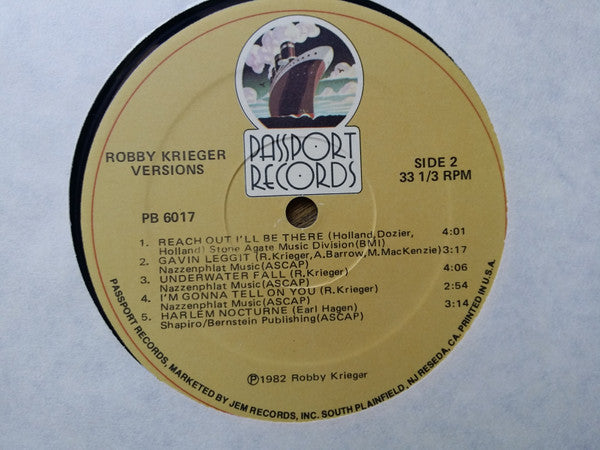 PASSPORT
RECORDS
ROBBY KRIEGER
VERSIONS
SIDE 2
33 1/3 RPM
PB 6017
1. REACH OUT I'LL BE THERE (Holland, Dozier, 4:01
Holland) Stone Agate Music Division(BMI)
2. GAVIN LEGGIT (R.Krieger,A.Barrow,M.MacKenzie) 3:17
Nazzenphlat Music(ASCAP)
3. UNDERWATER FALL (R.Krieger) 4:06
Nazzenphlat Music(ASCAP)
4. I'M GONNA TELL ON YOU (R.Krieger) 2:54
Nazzenphlat Music(ASCAP)
5. HARLEM NOCTURNE (Earl Hagen) 3:14
Shapiro/Bernstein Publishing(ASCAP)
℗1982 Robby Krieger
PASSPORT RECORDS, MARKETED BY JEM RECORDS, INC. SOUTH PLAINFIELD, NJ RESEDA, CA. PRINTED IN U.S.A.